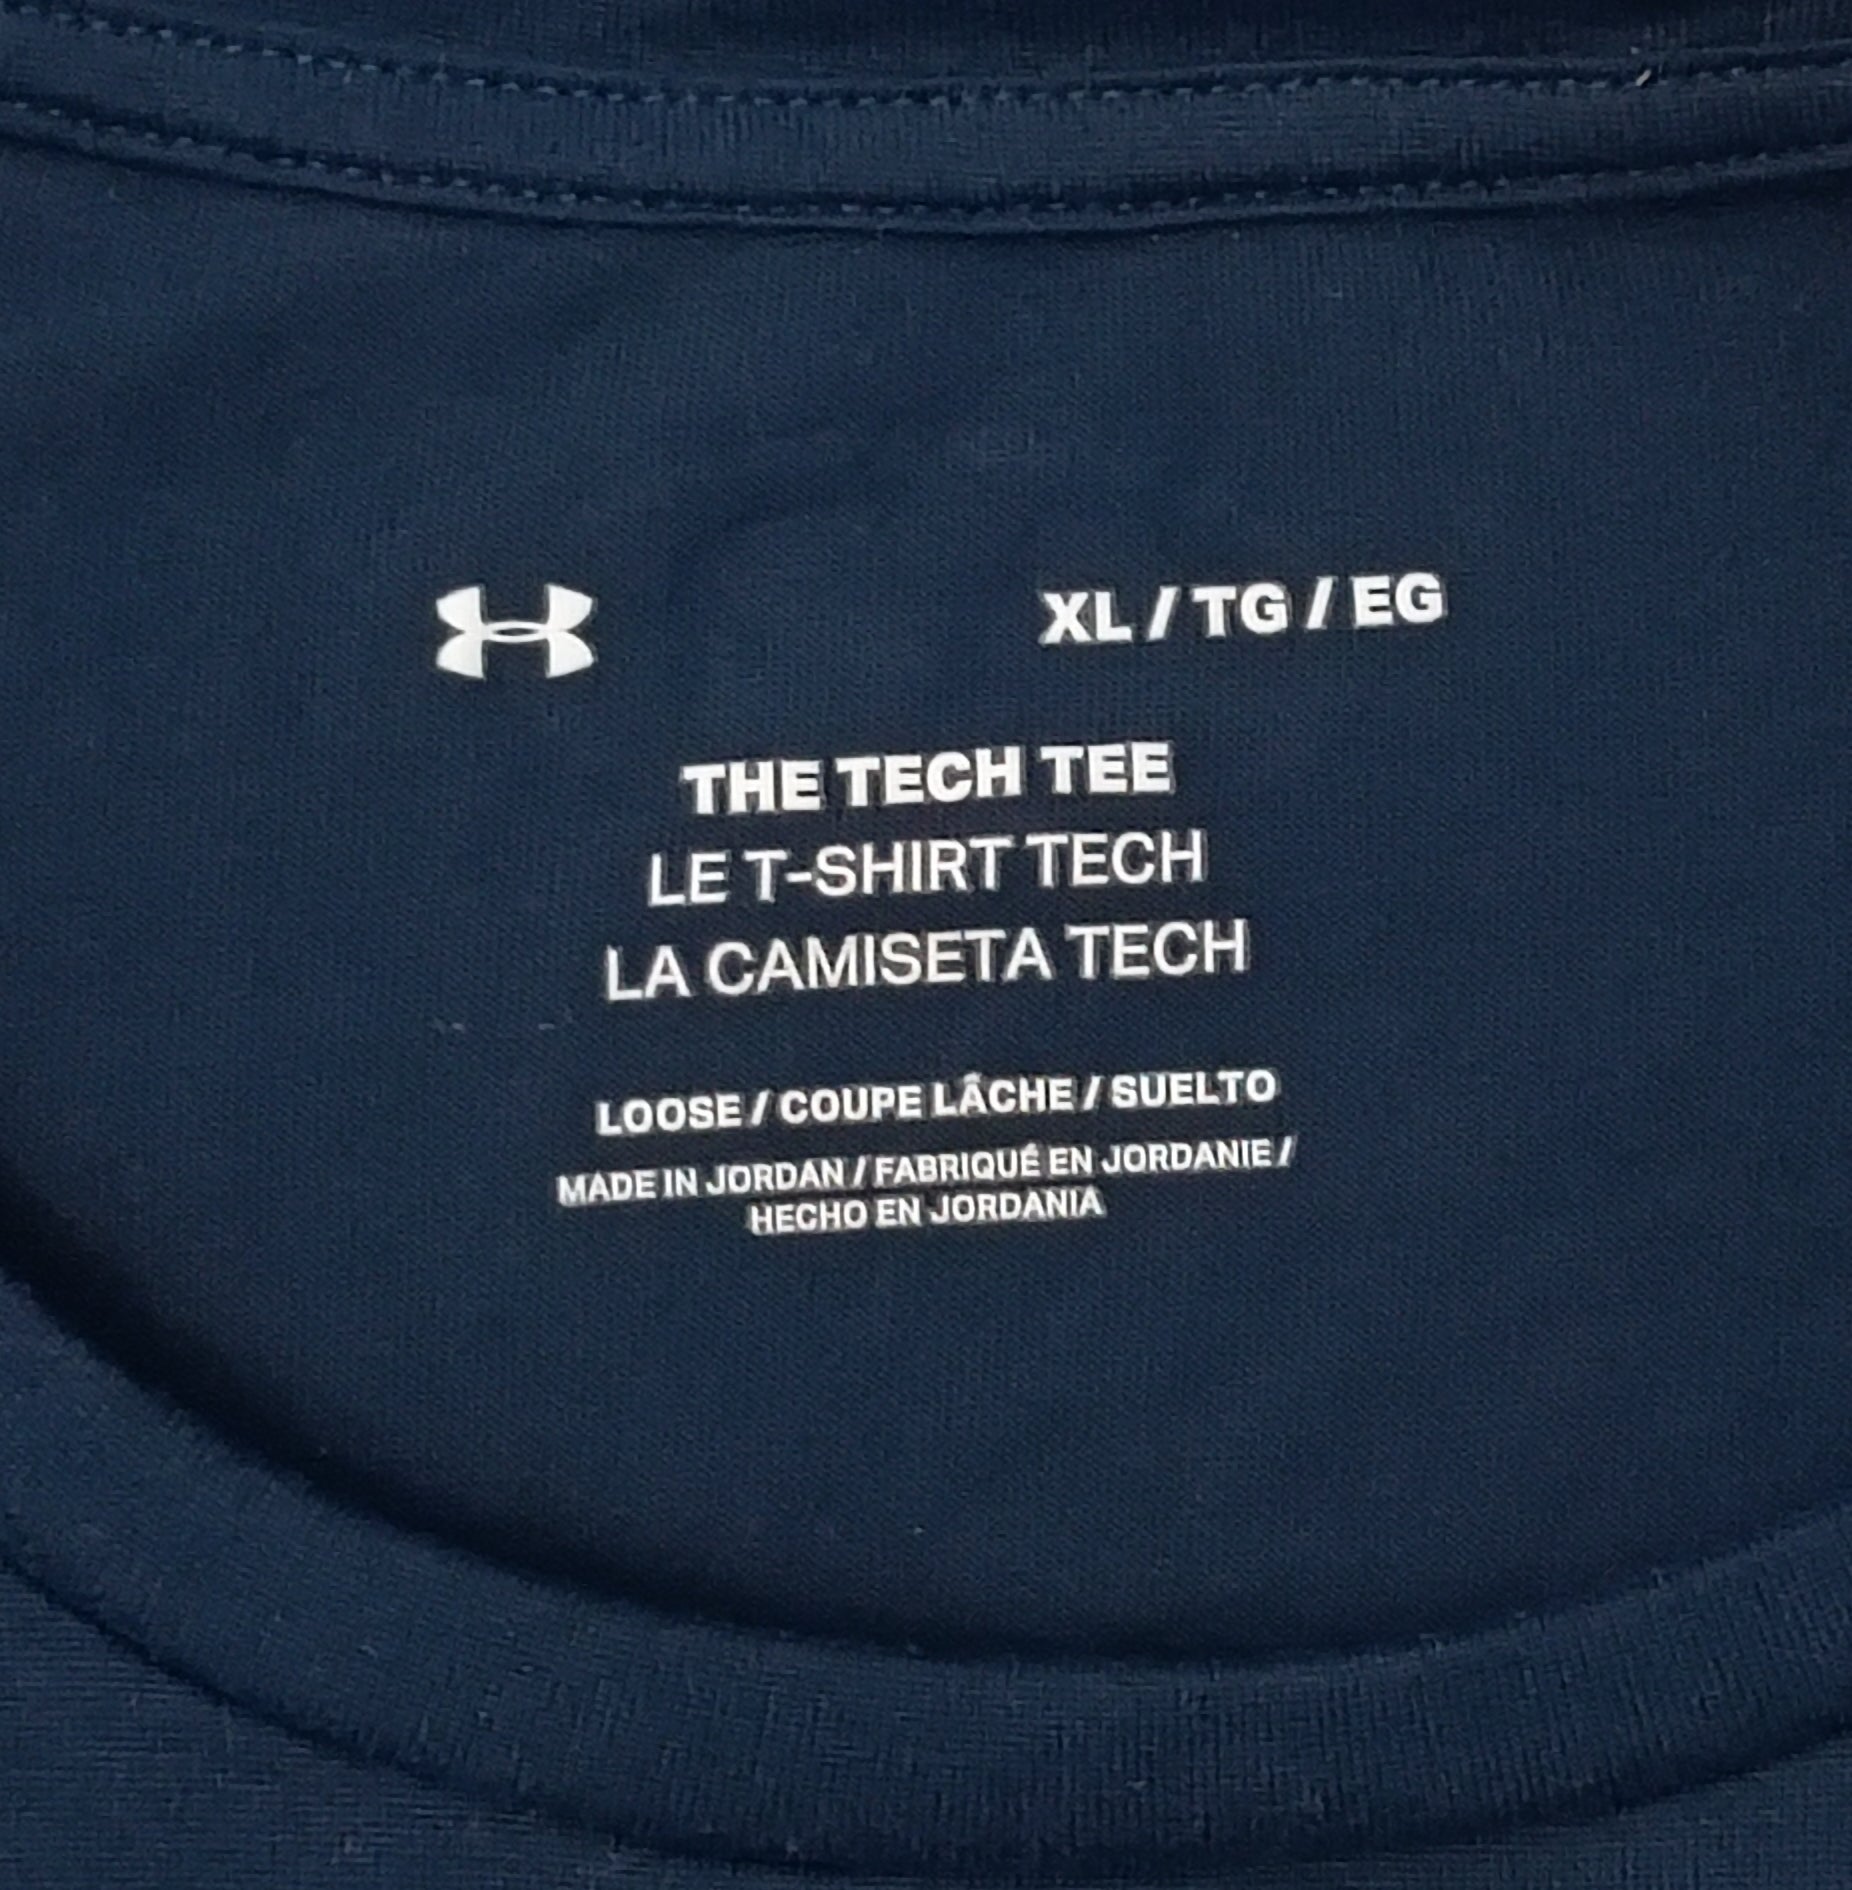 XL / TG / EG
THE TECH TEE
LE T-SHIRT TECH
LA CAMISETA TECH
LOOSE / COUPE LÂCHE / SUELTO
MADE IN JORDAN / FABRIQUÉ EN JORDANIE /
HECHO EN JORDANIA